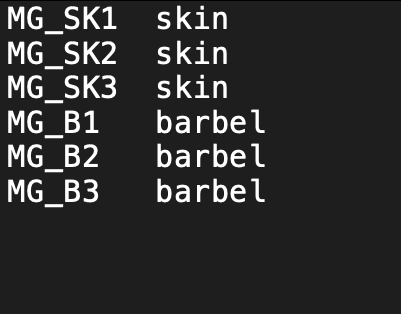 MG_SK1  skin
MG_SK2  skin
MG_SK3  skin
MG_B1   barbel
MG_B2   barbel
MG_B3   barbel